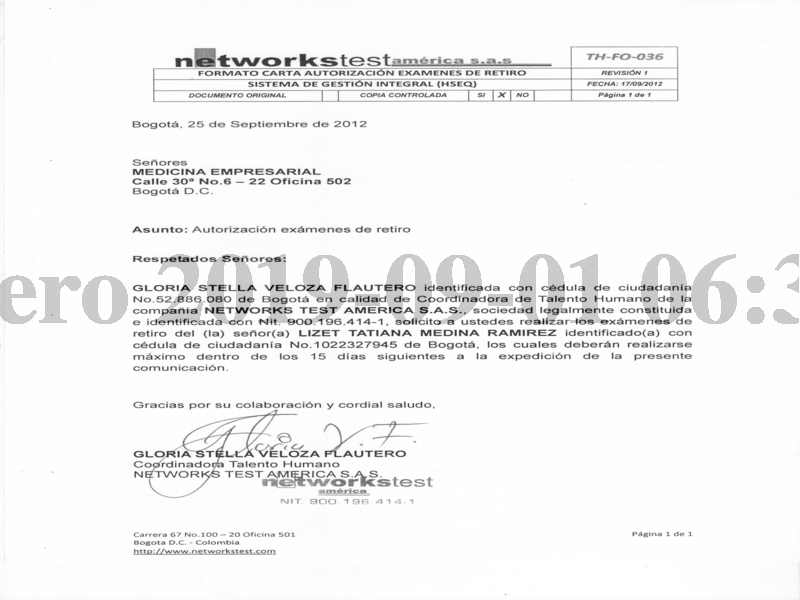 networkstest américa s.a.s
TH-FO-036
FORMATO CARTA AUTORIZACIÓN EXAMENES DE RETIRO
REVISIÓN 1
SISTEMA DE GESTIÓN INTEGRAL (HSEQ)
FECHA: 17/09/2012
DOCUMENTO ORIGINAL COPIA CONTROLADA SI X NO
Página 1 de 1
Bogotá, 25 de Septiembre de 2012
Señores
MEDICINA EMPRESARIAL
Calle 30ª No.6 – 22 Oficina 502
Bogotá D.C.
Asunto: Autorización exámenes de retiro
Respetados Señores:
ero 2019-09-01 06:3
GLORIA STELLA VELOZA FLAUTERO identificada con cédula de ciudadanía
No.52.886.080 de Bogotá en calidad de Coordinadora de Talento Humano de la
compañía NETWORKS TEST AMERICA S.A.S., sociedad legalmente constituida
e identificada con Nit. 900.196.414-1, solicito a ustedes realizar los exámenes de
retiro del (la) señor(a) LIZET TATIANA MEDINA RAMIREZ identificado(a) con
cédula de ciudadanía No.1022327945 de Bogotá, los cuales deberán realizarse
máximo dentro de los 15 días siguientes a la expedición de la presente
comunicación.
Gracias por su colaboración y cordial saludo,
Gloria V. F.
GLORIA STELLA VELOZA FLAUTERO
Coordinadora Talento Humano
NETWORKS TEST AMERICA S.A.S.
networkstest
américa
NIT. 900.196.414-1
Carrera 67 No.100 – 20 Oficina 501
Página 1 de 1
Bogota D.C. - Colombia
http://www.networkstest.com